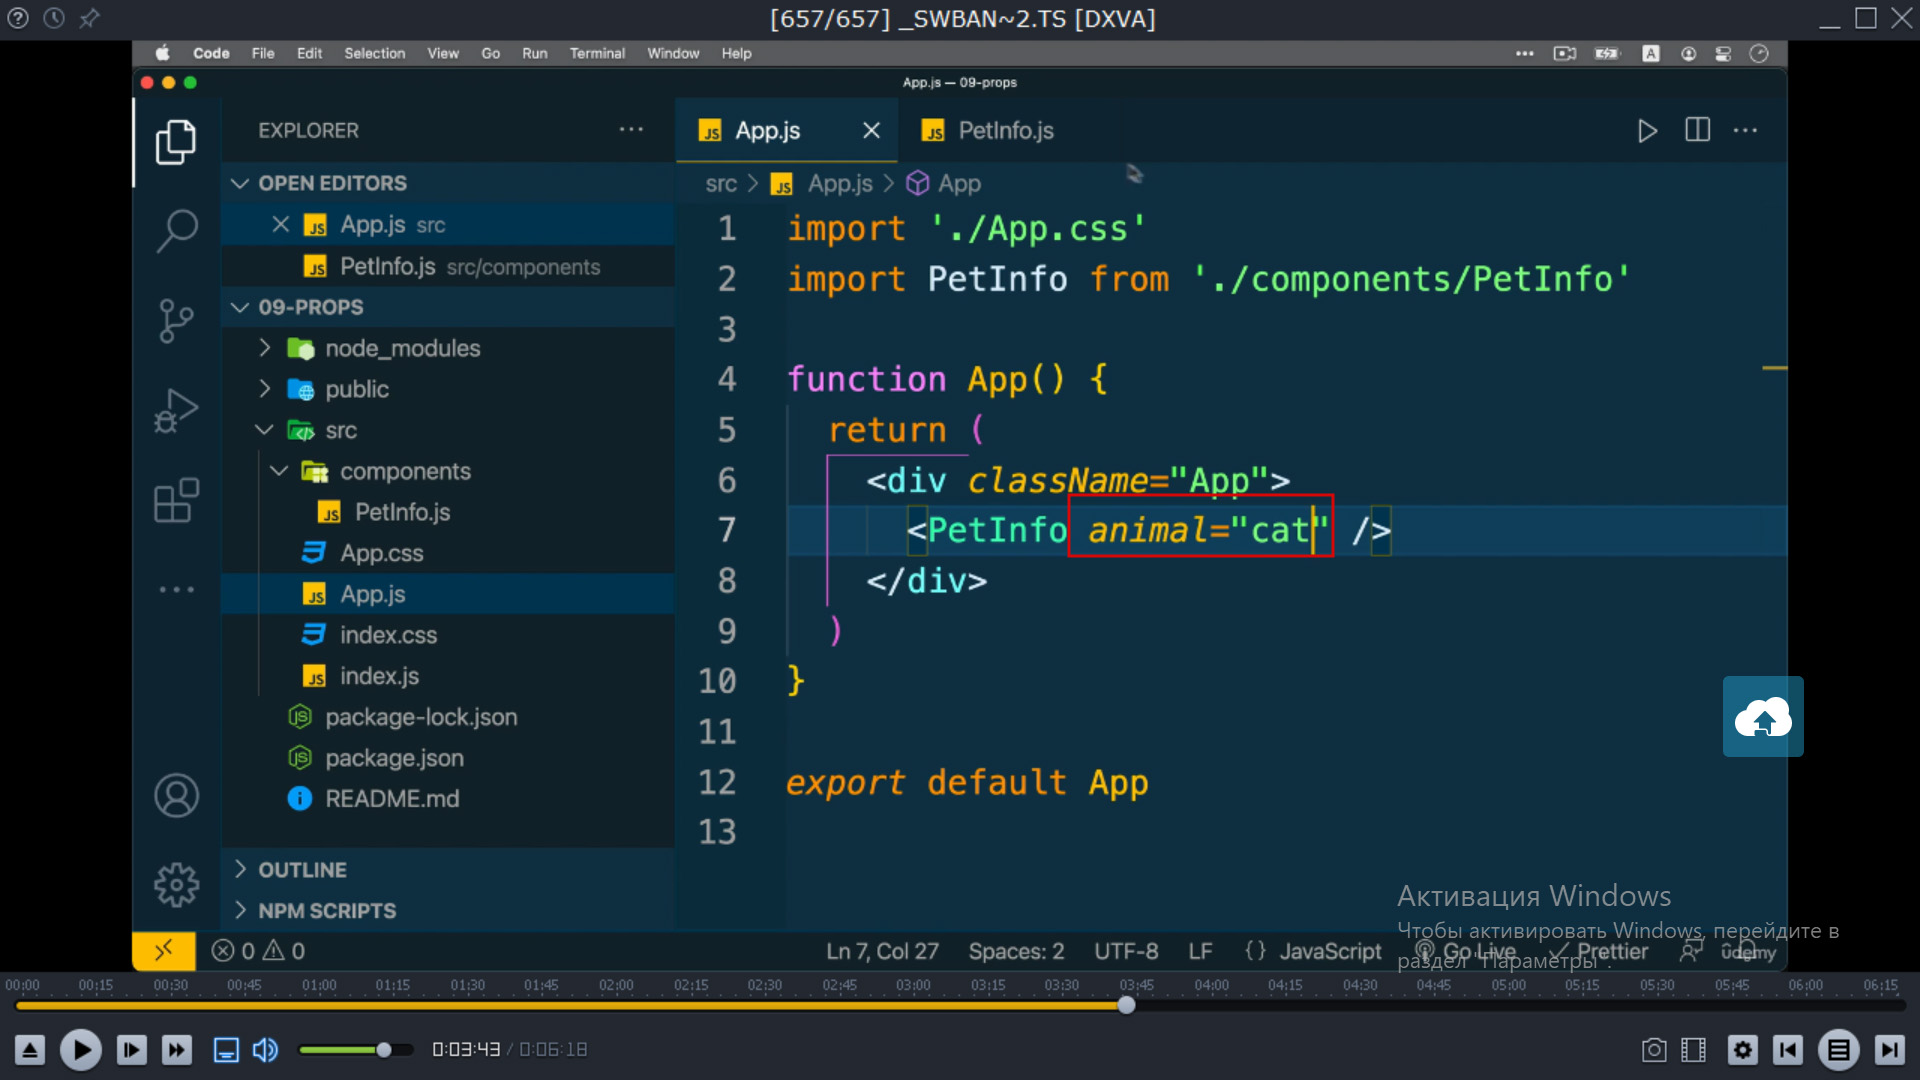 [657/657] _SWBAN~2.TS [DXVA]
Code File Edit Selection View Go Run Terminal Window Help
A
App.js — 09-props
EXPLORER
JS App.js
JS PetInfo.js
OPEN EDITORS
src > JS App.js > App
JS App.js src
JS PetInfo.js src/components
09-PROPS
node_modules
public
src
components
JS PetInfo.js
App.css
JS App.js
index.css
JS index.js
package-lock.json
package.json
README.md
OUTLINE
NPM SCRIPTS
1 import './App.css'
2 import PetInfo from './components/PetInfo'
3
4 function App() {
5 return (
6 <div className="App">
7 <PetInfo animal="cat" />
8 </div>
9 )
10 }
11
12 export default App
13
Активация Windows
Чтобы активировать Windows, перейдите в
раздел "Параметры".
0 0
Ln 7, Col 27 Spaces: 2 UTF-8 LF {} JavaScript Go Live Prettier
udemy
00:00 00:15 00:30 00:45 01:00 01:15 01:30 01:45 02:00 02:15 02:30 02:45 03:00 03:15 03:30 03:45 04:00 04:15 04:30 04:45 05:00 05:15 05:30 05:45 06:00 06:15
0:03:43 / 0:06:18